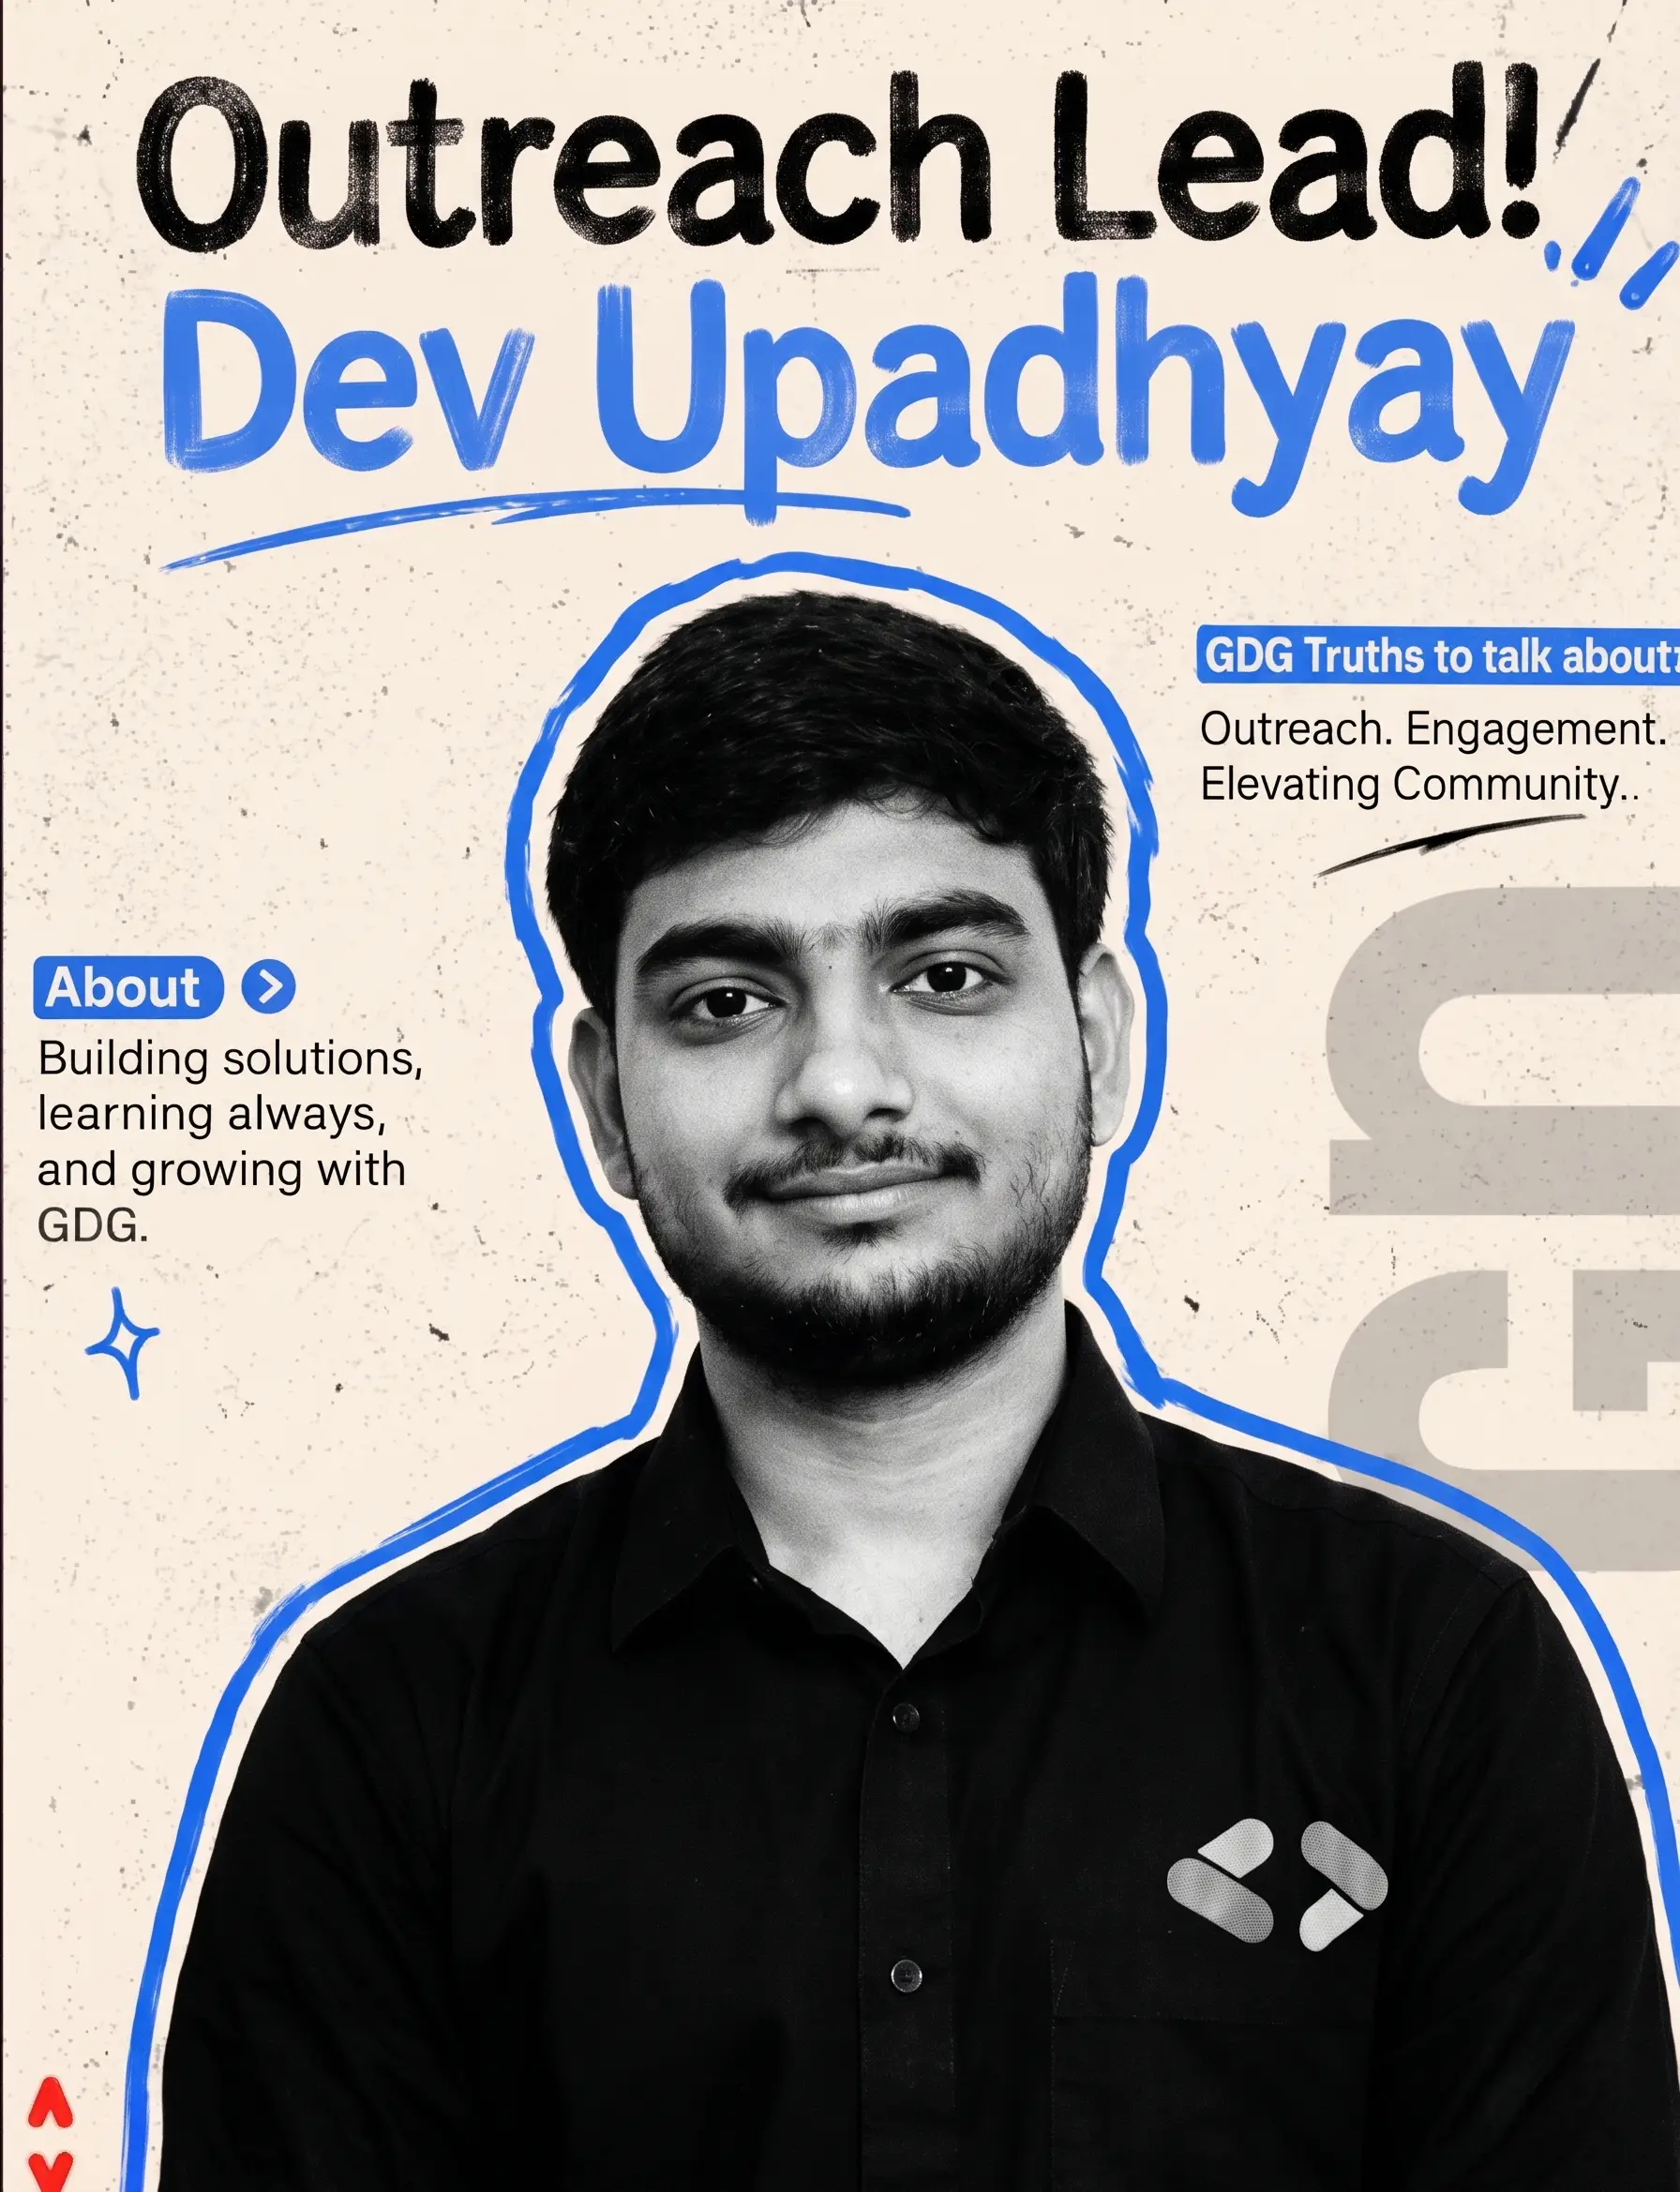 Outreach Lead!
Dev Upadhyay
GDG Truths to talk about:
Outreach. Engagement.
Elevating Community..
About
Building solutions,
learning always,
and growing with
GDG.